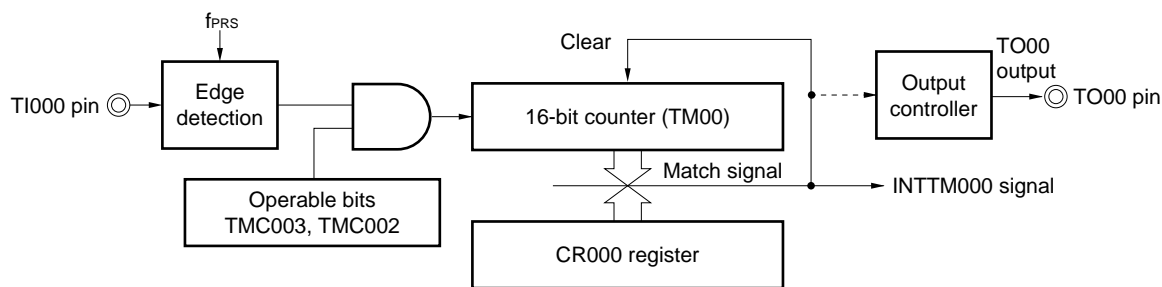 fPRS
Clear
TO00
output
TI000 pin
Edge
detection
16-bit counter (TM00)
Output
controller
TO00 pin
Match signal
INTTM000 signal
Operable bits
TMC003, TMC002
CR000 register